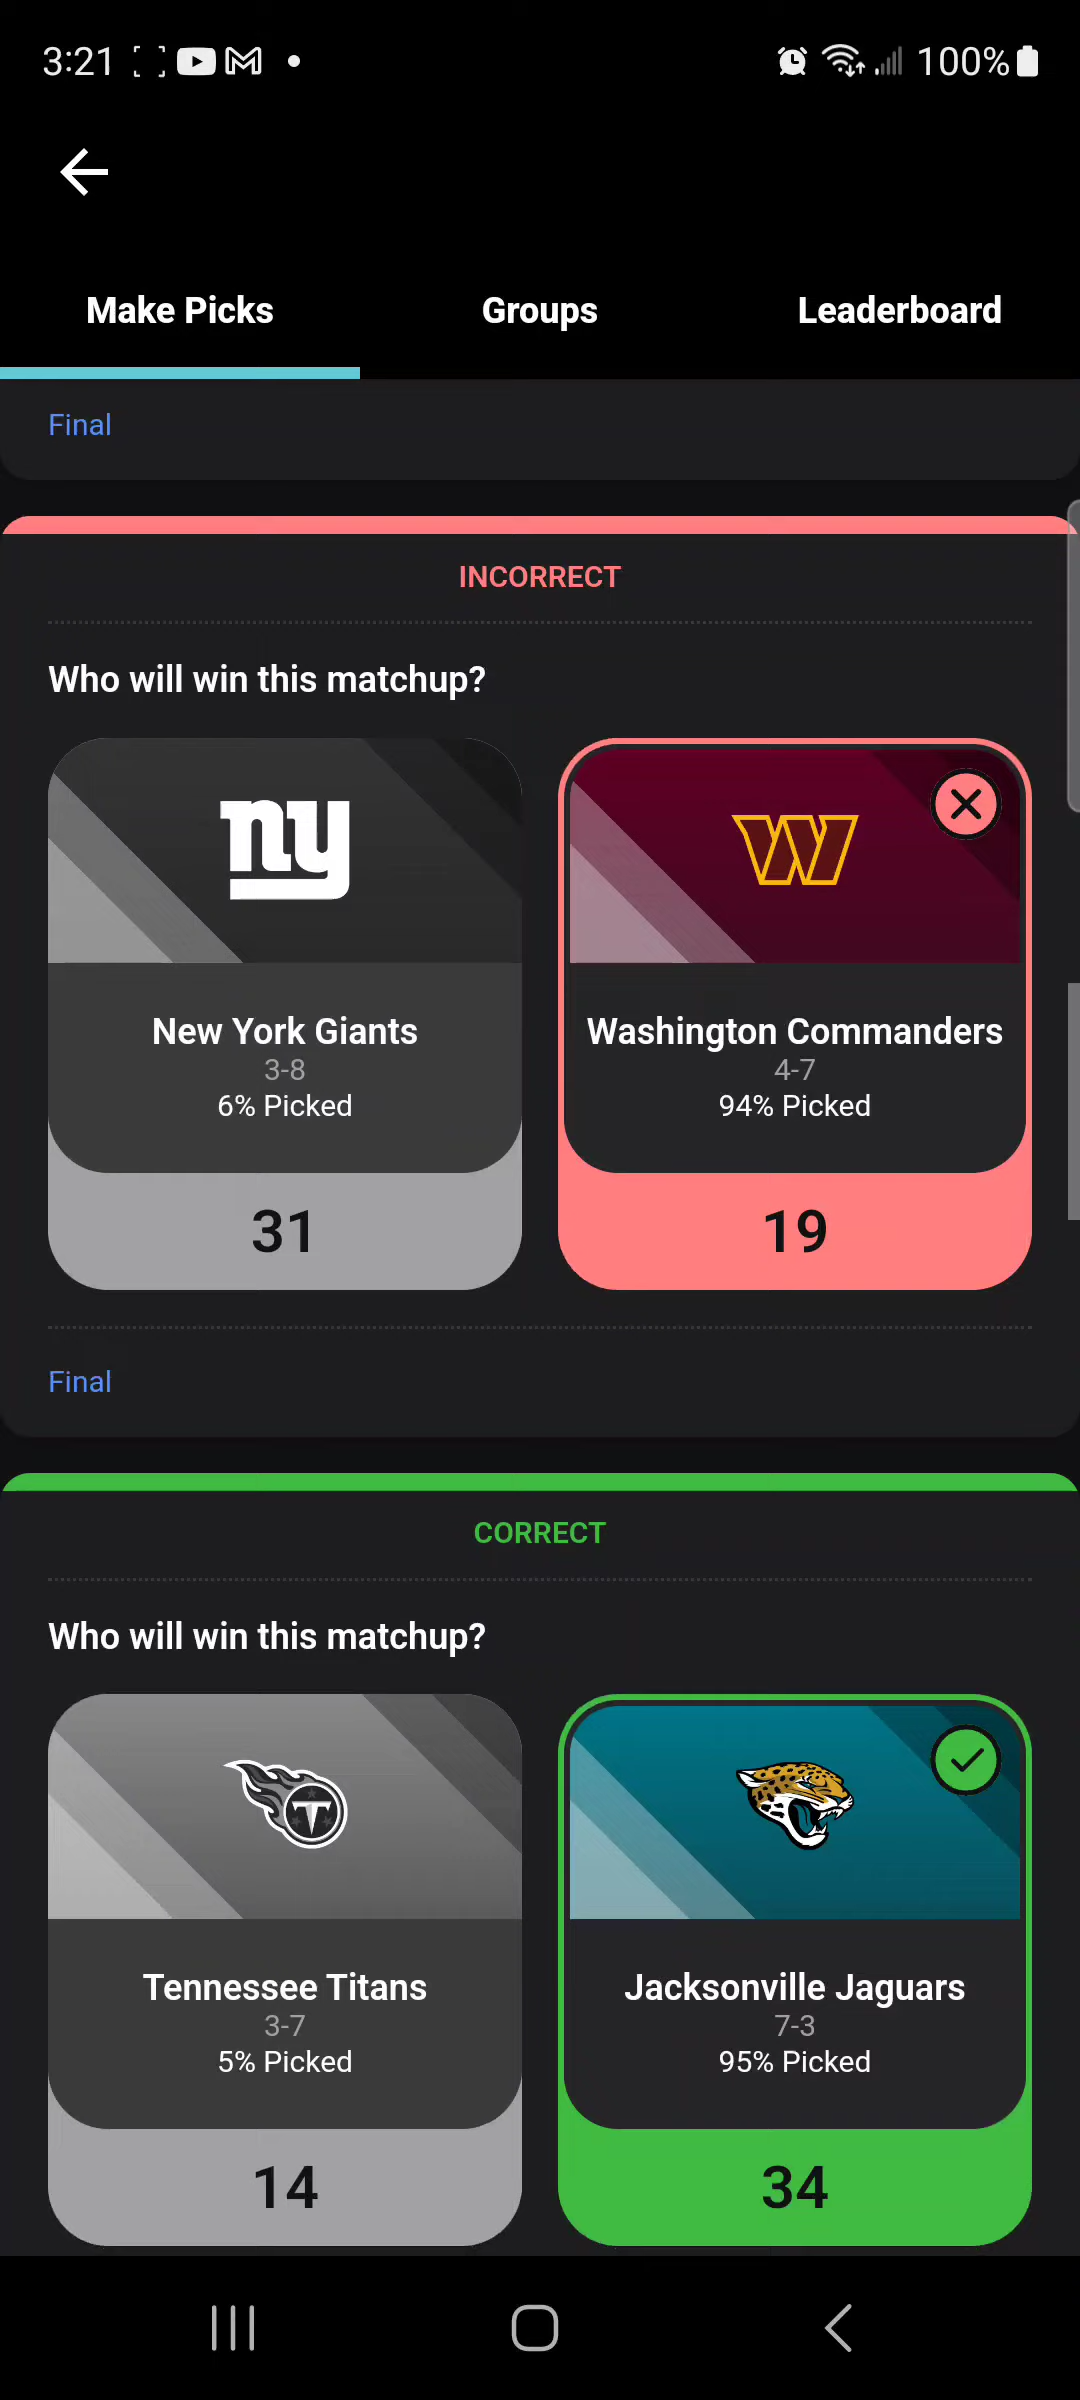 3:21
100%
Make Picks
Groups
Leaderboard
Final
INCORRECT
Who will win this matchup?
ny
W
New York Giants
3-8
6% Picked
31
Washington Commanders
4-7
94% Picked
19
Final
CORRECT
Who will win this matchup?
T
Tennessee Titans
3-7
5% Picked
14
Jacksonville Jaguars
7-3
95% Picked
34